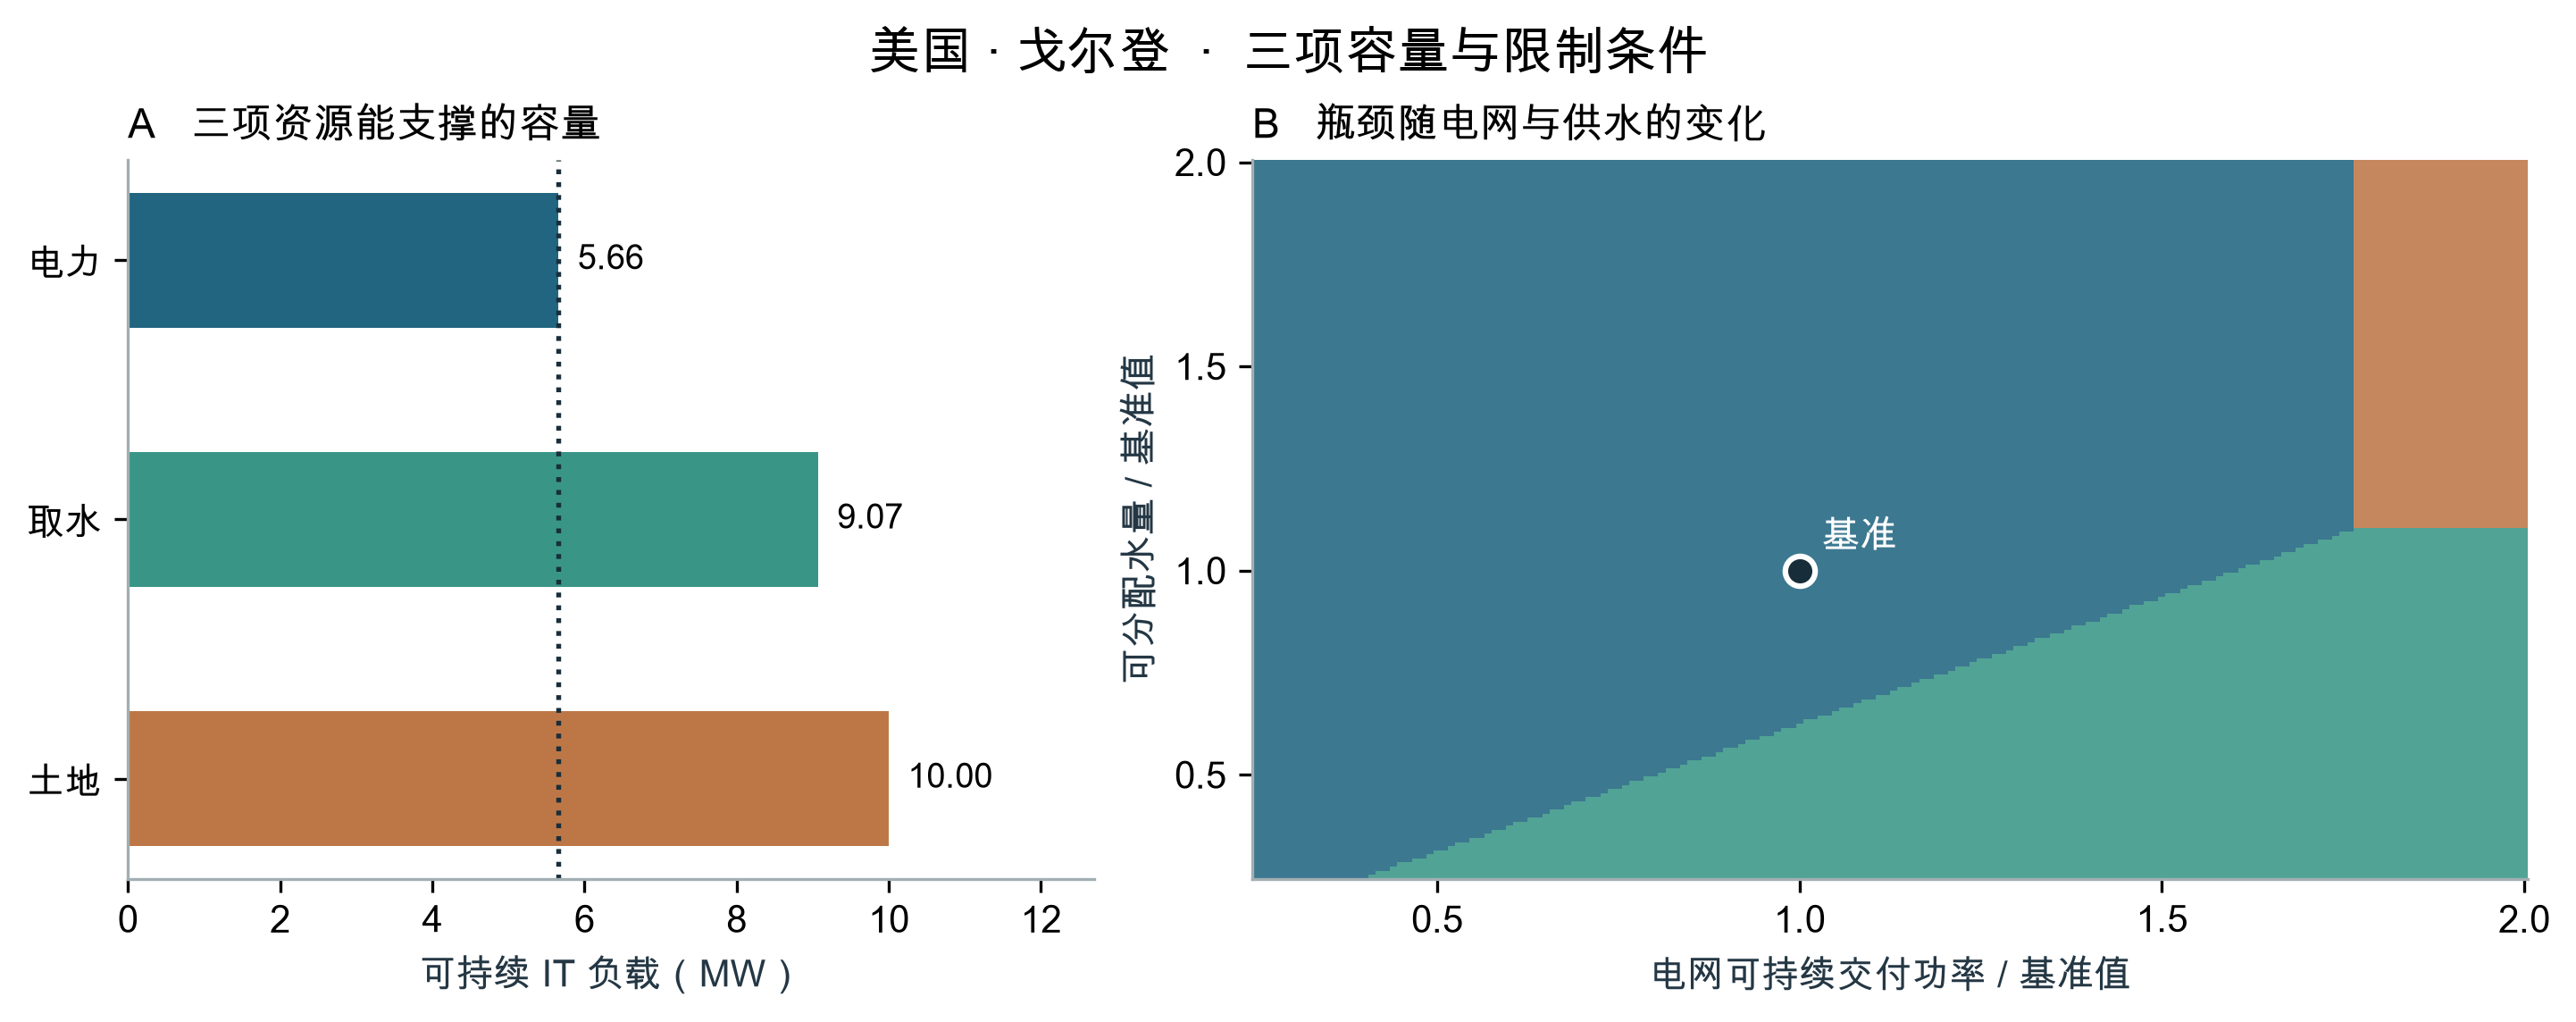 美国 · 戈尔登 · 三项容量与限制条件
A 三项资源能支撑的容量
电力
取水
土地
5.66
9.07
10.00
0 2 4 6 8 10 12
可持续 IT 负载 ( MW )
B 瓶颈随电网与供水的变化
可分配水量 / 基准值
2.0
1.5
1.0
0.5
基准
0.5 1.0 1.5 2.0
电网可持续交付功率 / 基准值